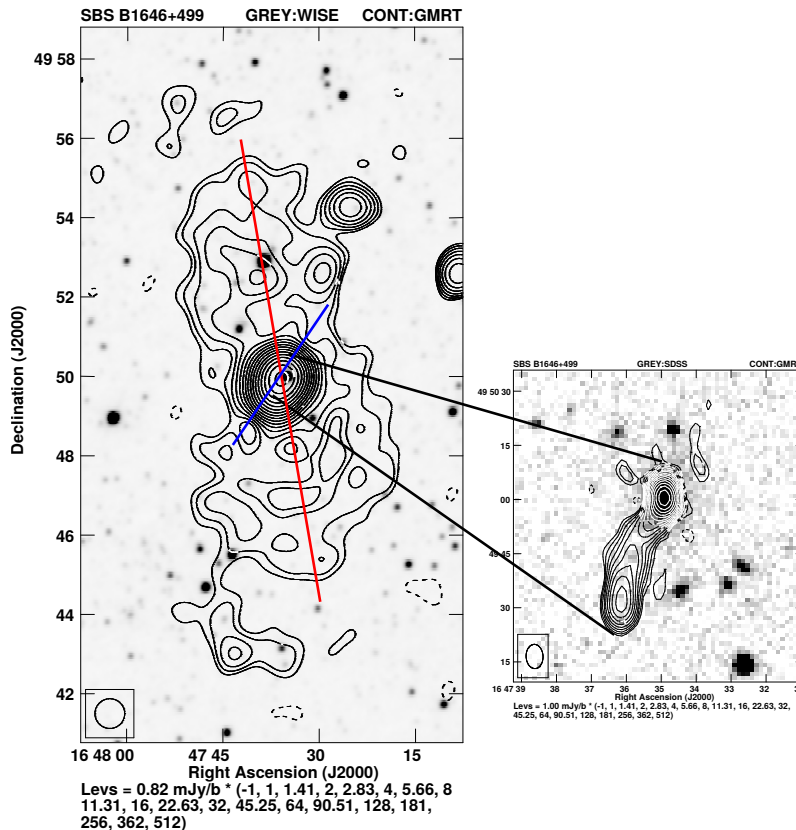 SBS B1646+499 GREY:WISE CONT:GMRT
49 58
56
54
52
50
48
46
44
42
Declination (J2000)
16 48 00 47 45 30 15
Right Ascension (J2000)
Levs = 0.82 mJy/b * (-1, 1, 1.41, 2, 2.83, 4, 5.66, 8
11.31, 16, 22.63, 32, 45.25, 64, 90.51, 128, 181,
256, 362, 512)
SBS B1646+499 GREY:SDSS CONT:GMR
49 50 30
15
00
49 45
30
15
16 47 39 38 37 36 35 34 33 32
Right Ascension (J2000)
Levs = 1.00 mJy/b * (-1, 1, 1.41, 2, 2.83, 4, 5.66, 8, 11.31, 16, 22.63, 32,
45.25, 64, 90.51, 128, 181, 256, 362, 512)